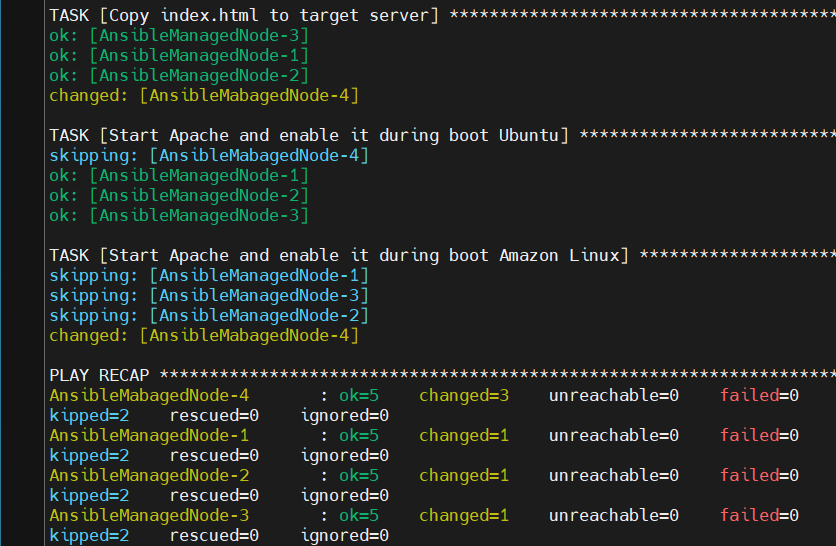 TASK [Copy index.html to target server] ***************************************
ok: [AnsibleManagedNode-3]
ok: [AnsibleManagedNode-1]
ok: [AnsibleManagedNode-2]
changed: [AnsibleMabagedNode-4]
TASK [Start Apache and enable it during boot Ubuntu] **************************
skipping: [AnsibleMabagedNode-4]
ok: [AnsibleManagedNode-1]
ok: [AnsibleManagedNode-2]
ok: [AnsibleManagedNode-3]
TASK [Start Apache and enable it during boot Amazon Linux] ********************
skipping: [AnsibleManagedNode-1]
skipping: [AnsibleManagedNode-3]
skipping: [AnsibleManagedNode-2]
changed: [AnsibleMabagedNode-4]
PLAY RECAP ********************************************************************
AnsibleMabagedNode-4       : ok=5    changed=3    unreachable=0    failed=0
kipped=2    rescued=0    ignored=0
AnsibleManagedNode-1       : ok=5    changed=1    unreachable=0    failed=0
kipped=2    rescued=0    ignored=0
AnsibleManagedNode-2       : ok=5    changed=1    unreachable=0    failed=0
kipped=2    rescued=0    ignored=0
AnsibleManagedNode-3       : ok=5    changed=1    unreachable=0    failed=0
kipped=2    rescued=0    ignored=0